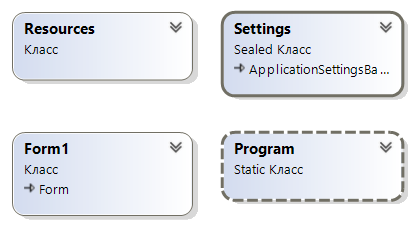 Resources
Класс
Settings
Sealed Класс
ApplicationSettingsBa...
Form1
Класс
Form
Program
Static Класс